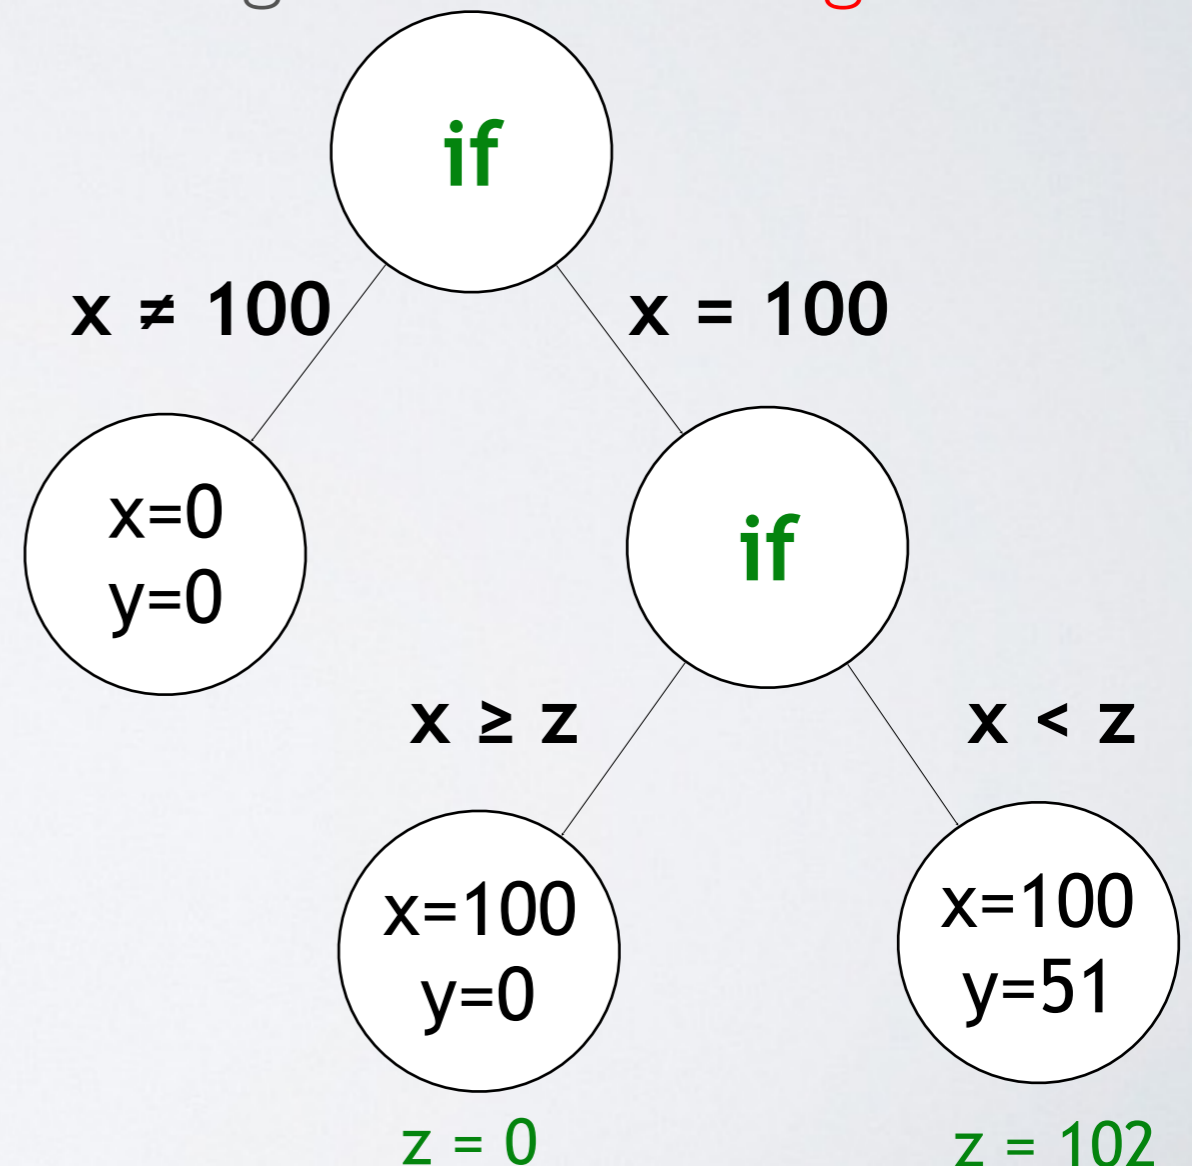 if
x ≠ 100
x = 100
x=0
y=0
if
x ≥ z
x < z
x=100
y=0
x=100
y=51
z = 0
z = 102